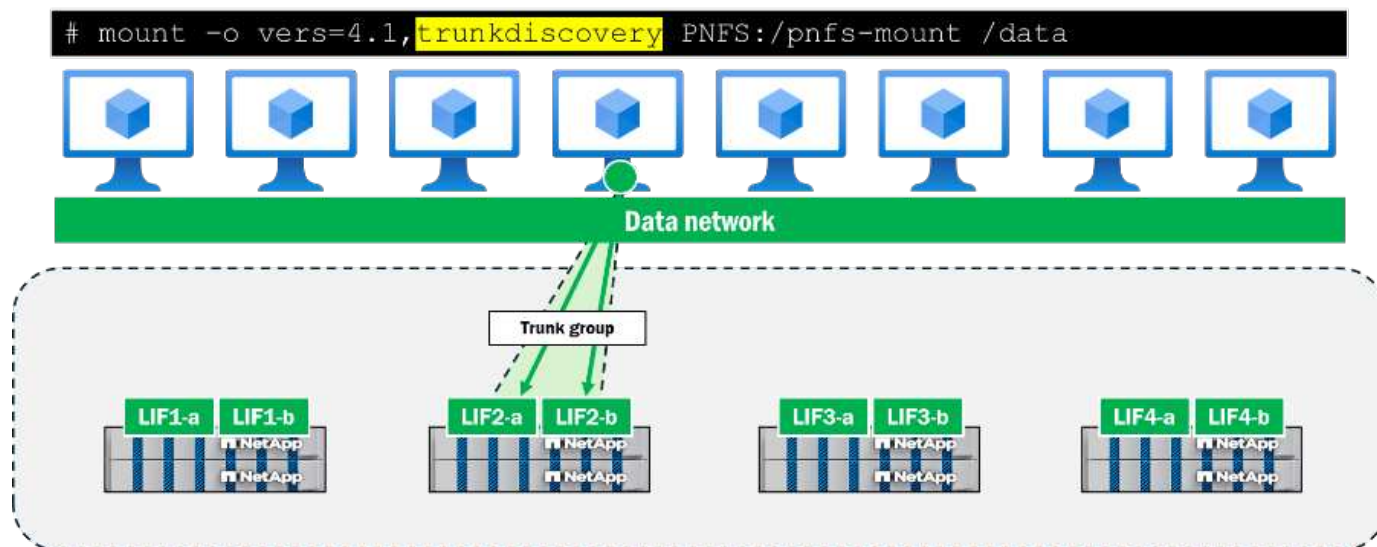 # mount -o vers=4.1,trunkdiscovery PNFS:/pnfs-mount /data
Data network
Trunk group
LIF1-a LIF1-b LIF2-a LIF2-b LIF3-a LIF3-b LIF4-a LIF4-b
NetApp NetApp NetApp NetApp
NetApp NetApp NetApp NetApp